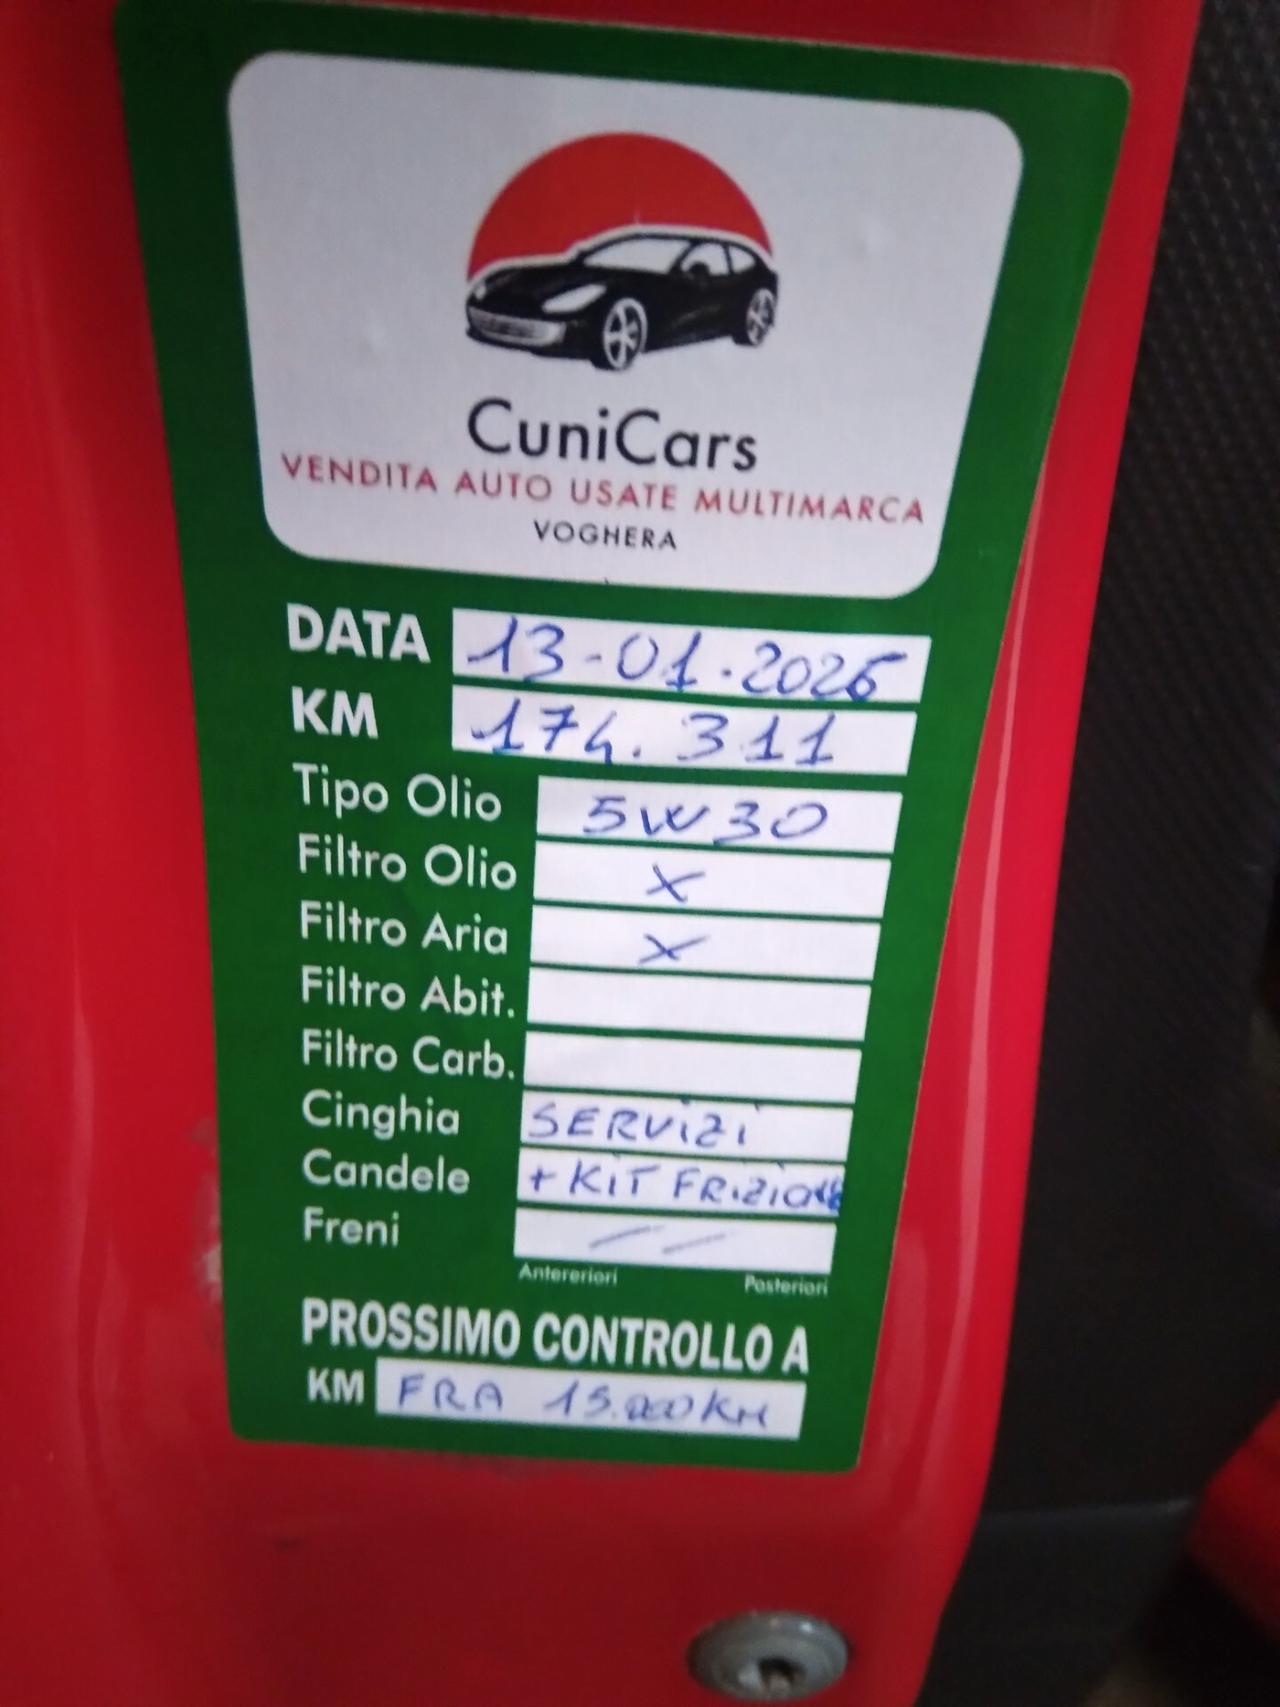 CuniCars
VENDITA AUTO USATE MULTIMARCA
VOGHERA
DATA 13-01.2026
KM 174.311
Tipo Olio 5W30
Filtro Olio X
Filtro Aria X
Filtro Abit.
Filtro Carb.
Cinghia SERVIZI
Candele + KIT FRIZIONE
Freni — —
Antereriori Posteriori
PROSSIMO CONTROLLO A
KM FRA 15.000 KM